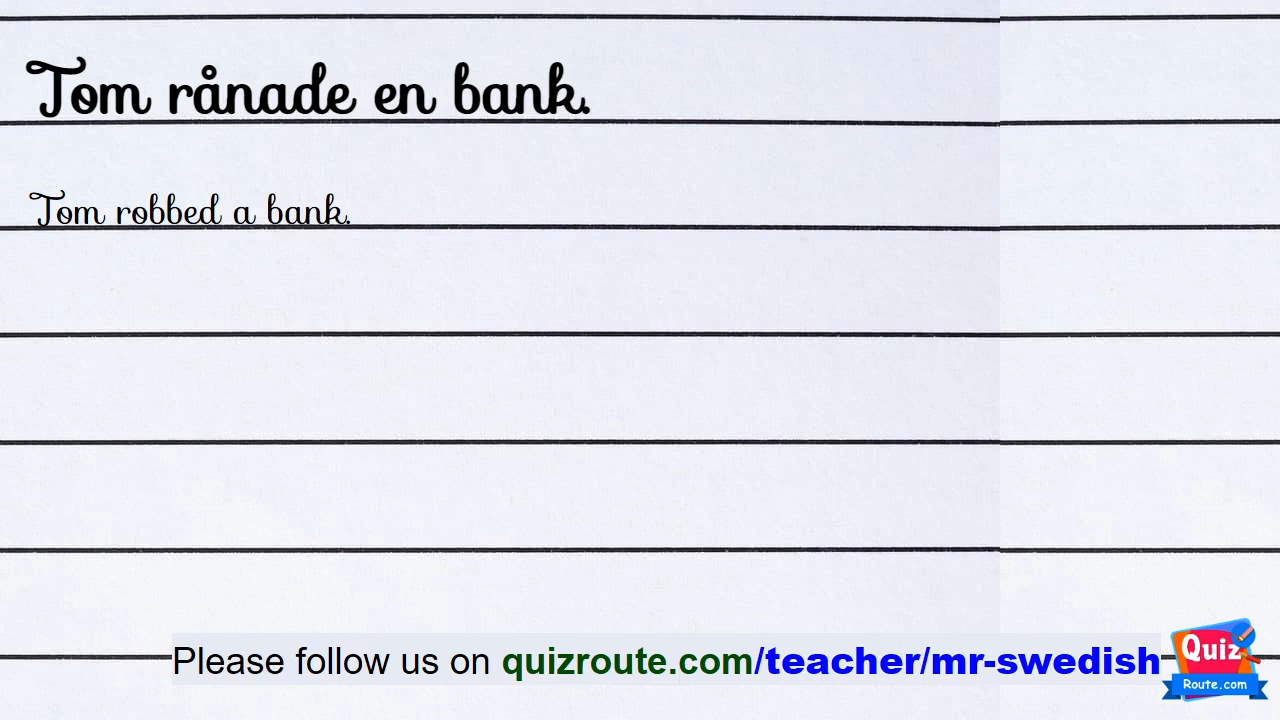 Tom rånade en bank.
Tom robbed a bank.
Please follow us on quizroute.com/teacher/mr-swedish
Quiz
Route.com